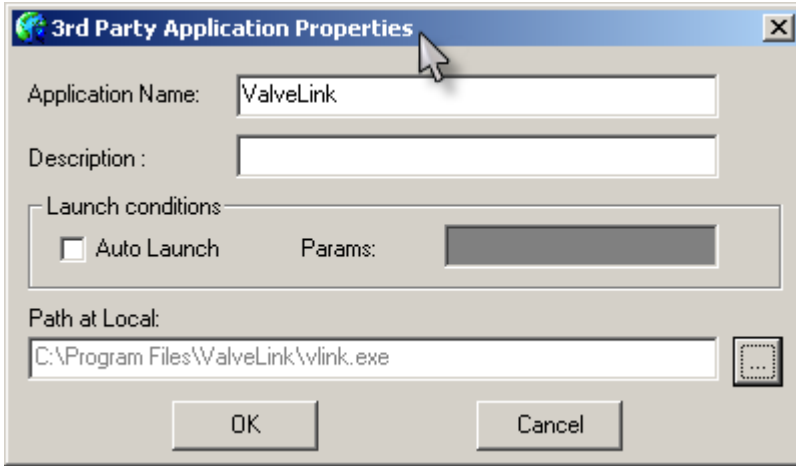 3rd Party Application Properties
Application Name: ValveLink
Description :
Launch conditions
Auto Launch Params:
Path at Local:
C:\Program Files\ValveLink\vlink.exe ...
OK Cancel